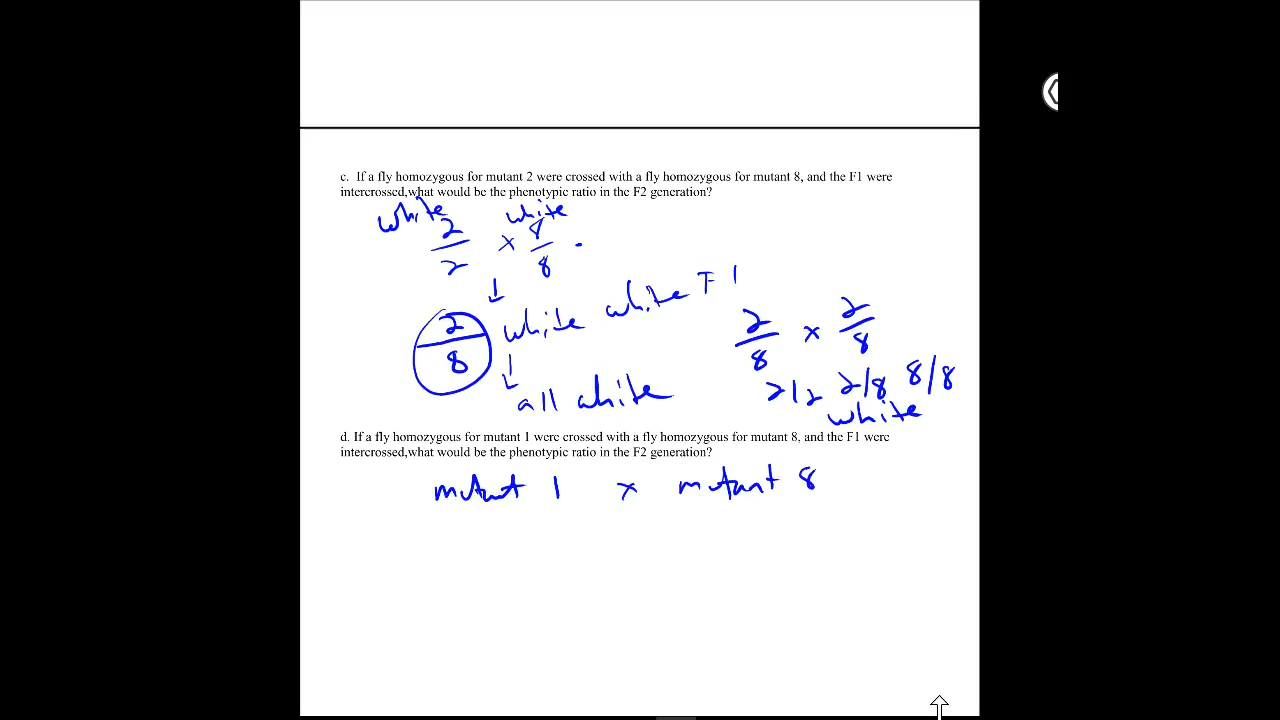 c. If a fly homozygous for mutant 2 were crossed with a fly homozygous for mutant 8, and the F1 were
intercrossed,what would be the phenotypic ratio in the F2 generation?
white white
2/2 x 8/8
↓
2/8 white white F1
↓
all white
2/8 x 2/8
2/2 2/8 8/8
white
d. If a fly homozygous for mutant 1 were crossed with a fly homozygous for mutant 8, and the F1 were
intercrossed,what would be the phenotypic ratio in the F2 generation?
mutant 1 x mutant 8